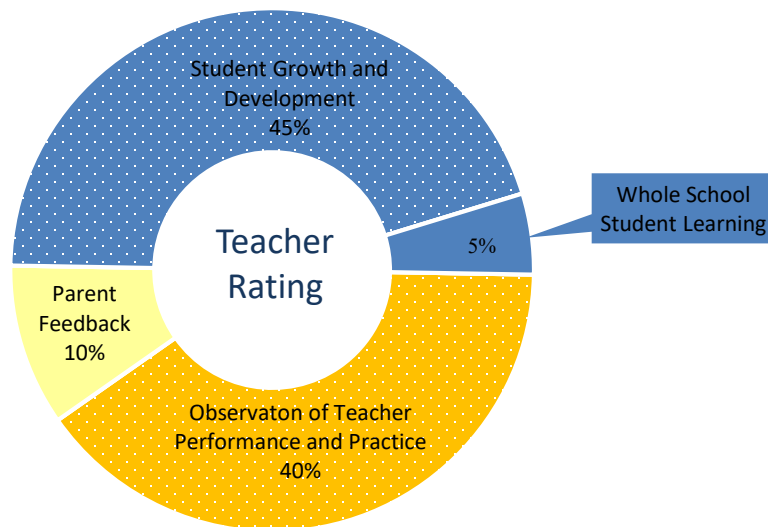 Student Growth and
Development
45%
Whole School
Student Learning
5%
Teacher
Rating
Parent
Feedback
10%
Observaton of Teacher
Performance and Practice
40%